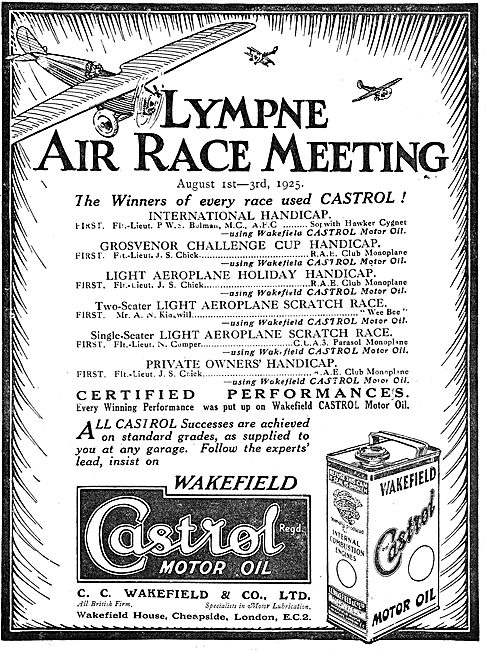 LYMPNE
AIR RACE MEETING
August 1st—3rd, 1925.
The Winners of every race used CASTROL!
INTERNATIONAL HANDICAP.
FIRST. Flt.-Lieut. P. W. S. Bulman, M.C., A.F.C ........ Sopwith Hawker Cygnet
—using Wakefield CASTROL Motor Oil.
GROSVENOR CHALLENGE CUP HANDICAP.
FIRST. Flt.-Lieut. J. S. Chick..............................R.A.E. Club Monoplane
—using Wakefield CASTROL Motor Oil.
LIGHT AEROPLANE HOLIDAY HANDICAP.
FIRST. Flt.-Lieut. J. S. Chick..............................R.A.E. Club Monoplane
—using Wakefield CASTROL Motor Oil.
Two-Seater LIGHT AEROPLANE SCRATCH RACE.
FIRST. Mr. A. N. Kingwill.............................................."Wee Bee"
—using Wakefield CASTROL Motor Oil.
Single-Seater LIGHT AEROPLANE SCRATCH RACE.
FIRST. Flt.-Lieut. N. Comper..........................C.L.A.3. Parasol Monoplane
—using Wakefield CASTROL Motor Oil.
PRIVATE OWNERS' HANDICAP.
FIRST. Flt.-Lieut. J. S. Chick..............................R.A.E. Club Monoplane
—using Wakefield CASTROL Motor Oil.
CERTIFIED PERFORMANCES.
Every Winning Performance was put up on Wakefield CASTROL Motor Oil.
ALL CASTROL Successes are achieved
on standard grades, as supplied to
you at any garage. Follow the experts'
lead, insist on
WAKEFIELD
Castrol Regd.
MOTOR OIL
C. C. WAKEFIELD & CO., LTD.
All British Firm. Specialists in Motor Lubrication.
Wakefield House, Cheapside, London, E.C.2.
WAKEFIELD
Castrol
MOTOR OIL
INTERNAL
COMBUSTION
ENGINES